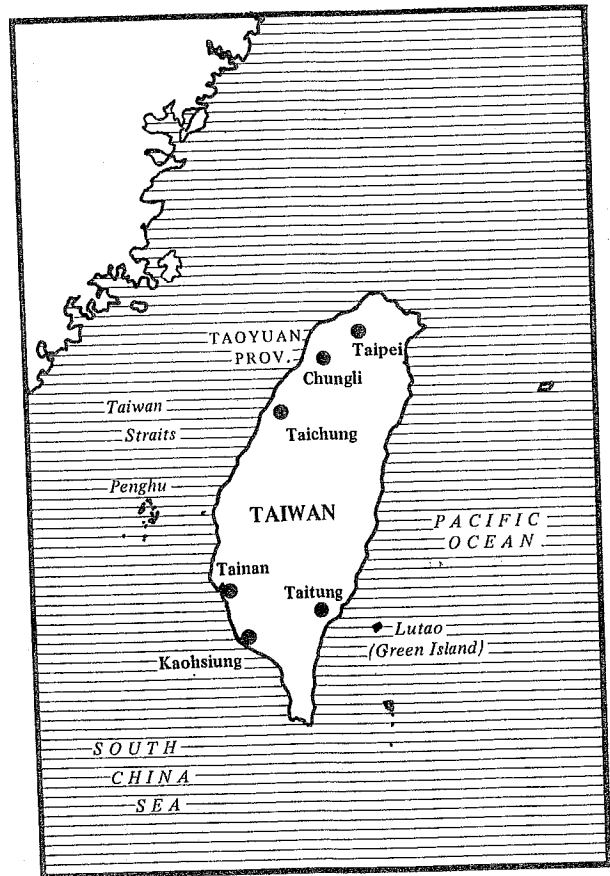 TAOYUAN
PROV.
Taipei
Chungli
Taiwan
Straits
Taichung
Penghu
TAIWAN
PACIFIC
OCEAN
Tainan
Taitung
Lutao
(Green Island)
Kaohsiung
SOUTH
CHINA
SEA